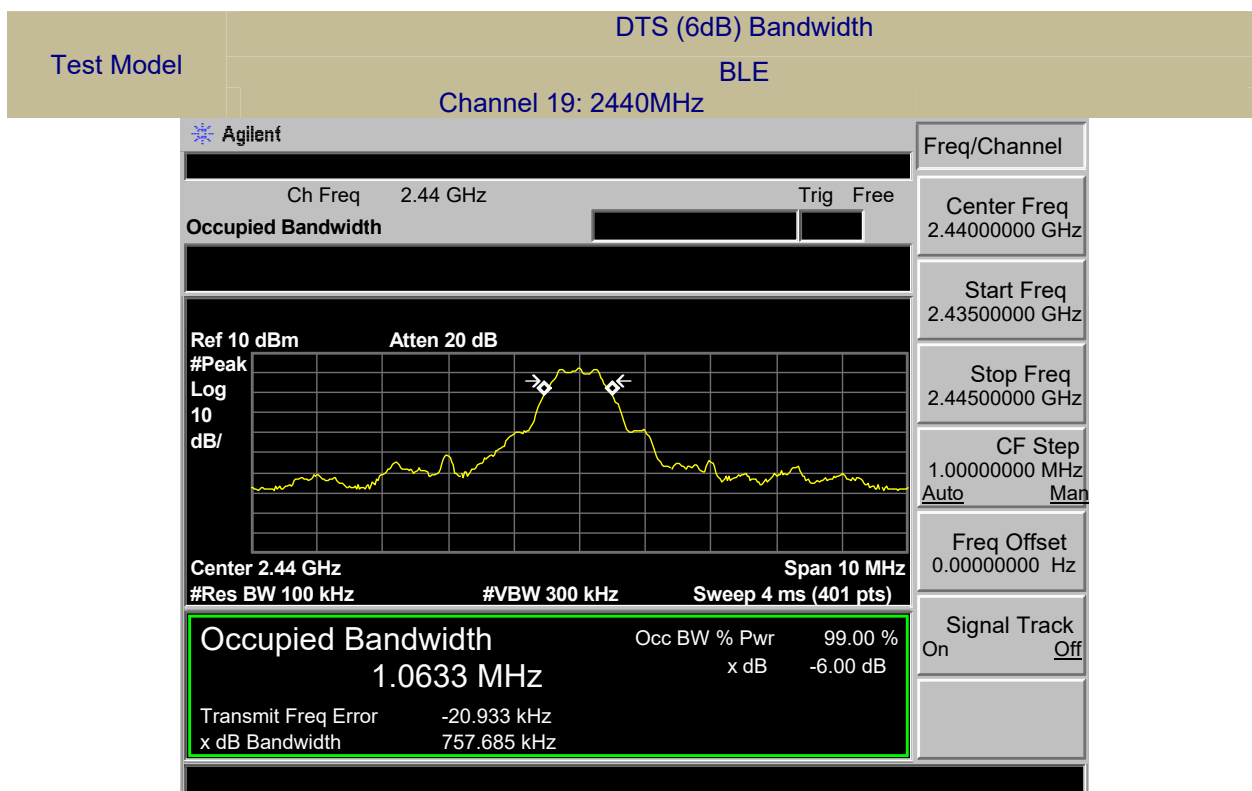 DTS (6dB) Bandwidth
Test Model
BLE
Channel 19: 2440MHz
Agilent
Freq/Channel
Ch Freq 2.44 GHz Trig Free
Occupied Bandwidth
Center Freq
2.44000000 GHz
Start Freq
2.43500000 GHz
Ref 10 dBm Atten 20 dB
#Peak
Log
10
dB/
Stop Freq
2.44500000 GHz
CF Step
1.00000000 MHz
Auto Man
Freq Offset
0.00000000 Hz
Center 2.44 GHz Span 10 MHz
#Res BW 100 kHz #VBW 300 kHz Sweep 4 ms (401 pts)
Signal Track
On Off
Occupied Bandwidth Occ BW % Pwr 99.00 %
1.0633 MHz x dB -6.00 dB
Transmit Freq Error -20.933 kHz
x dB Bandwidth 757.685 kHz